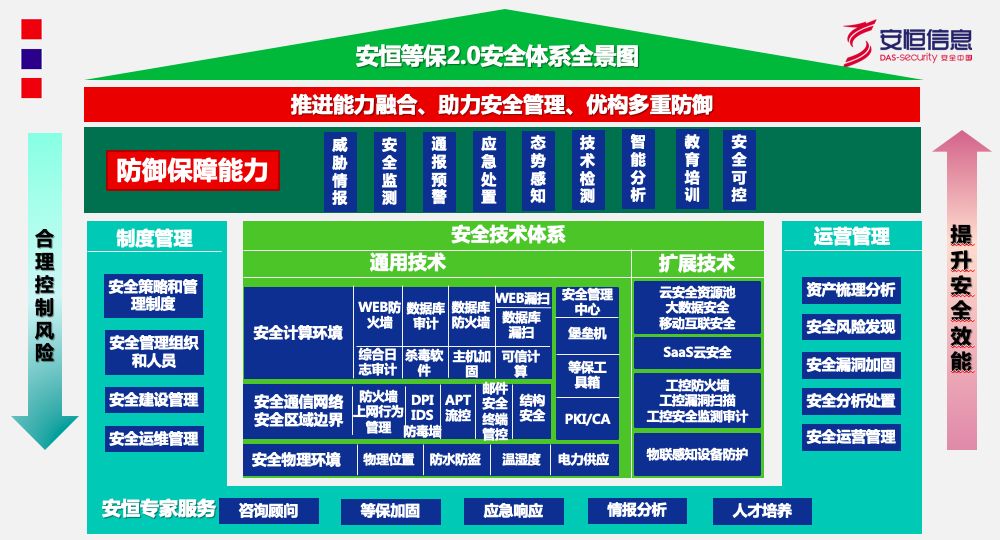 安恒等保2.0安全体系全景图
安恒信息
DAS-security 安全中国
推进能力融合、助力安全管理、优构多重防御
防御保障能力
威胁情报
安全监测
通报预警
应急处置
态势感知
技术检测
智能分析
教育培训
安全可控
合理控制风险
提升安全效能
制度管理
安全策略和管
理制度
安全管理组织
和人员
安全建设管理
安全运维管理
安全技术体系
通用技术
扩展技术
安全计算环境
WEB防
火墙
数据库
审计
数据库
防火墙
WEB漏扫
数据库
漏扫
综合日
志审计
杀毒软
件
主机加
固
可信计
算
安全通信网络
安全区域边界
防火墙
上网行为
管理
DPI
IDS
防毒墙
APT
流控
邮件
安全
终端
管控
结构
安全
安全管理
中心
堡垒机
等保工
具箱
PKI/CA
安全物理环境
物理位置
防水防盗
温湿度
电力供应
云安全资源池
大数据安全
移动互联安全
SaaS云安全
工控防火墙
工控漏洞扫描
工控安全监测审计
物联感知设备防护
运营管理
资产梳理分析
安全风险发现
安全漏洞加固
安全分析处置
安全运营管理
安恒专家服务
咨询顾问
等保加固
应急响应
情报分析
人才培养